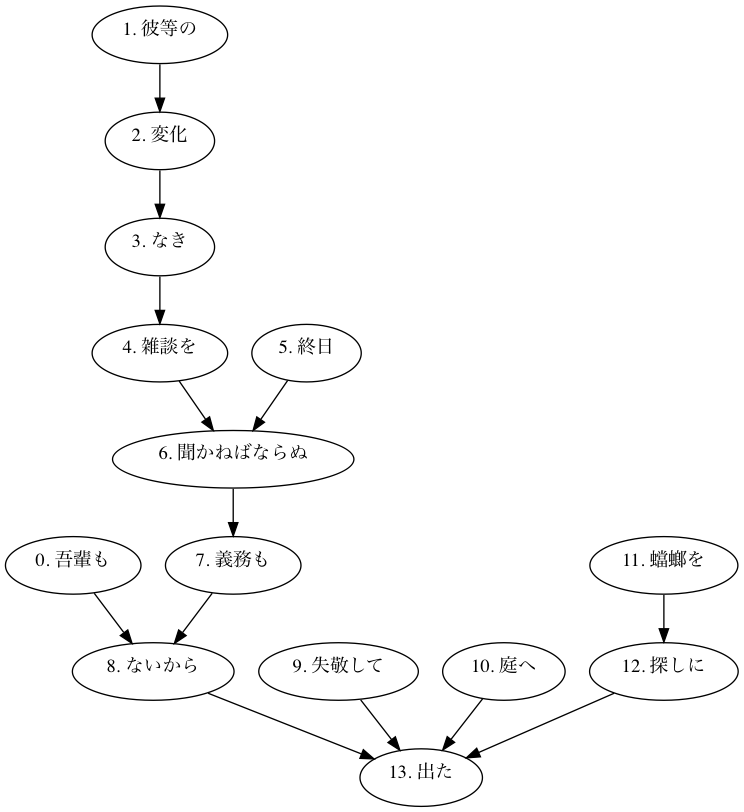 1. 彼等の
2. 変化
3. なき
4. 雑談を
5. 終日
6. 聞かねばならぬ
0. 吾輩も
7. 義務も
11. 蟷螂を
8. ないから
9. 失敬して
10. 庭へ
12. 探しに
13. 出た